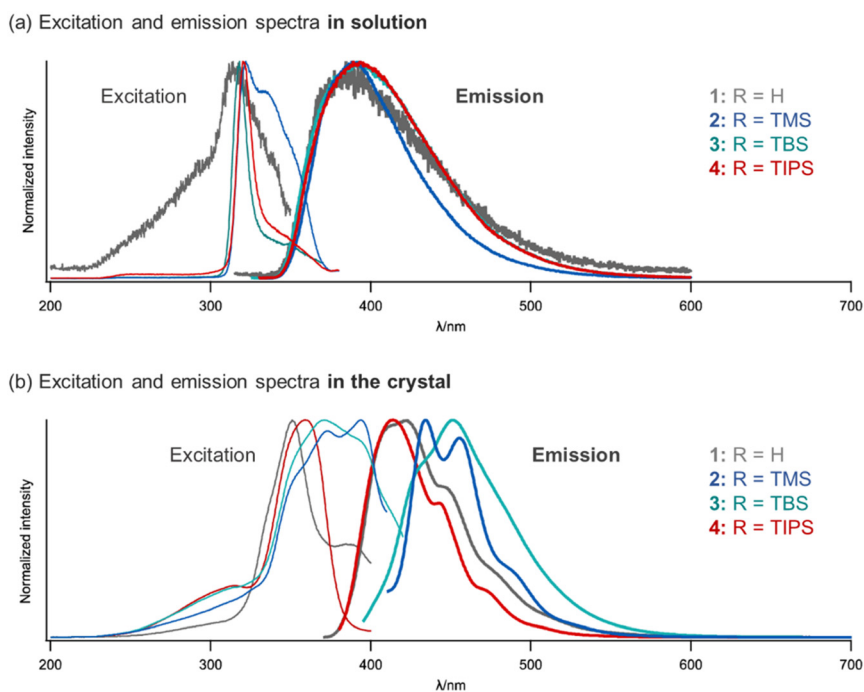 (a) Excitation and emission spectra in solution
Excitation
Emission
1: R = H
2: R = TMS
3: R = TBS
4: R = TIPS
Normalized intensity
200 300 400 500 600 700
λ/nm
(b) Excitation and emission spectra in the crystal
Excitation
Emission
1: R = H
2: R = TMS
3: R = TBS
4: R = TIPS
Normalized intensity
200 300 400 500 600 700
λ/nm